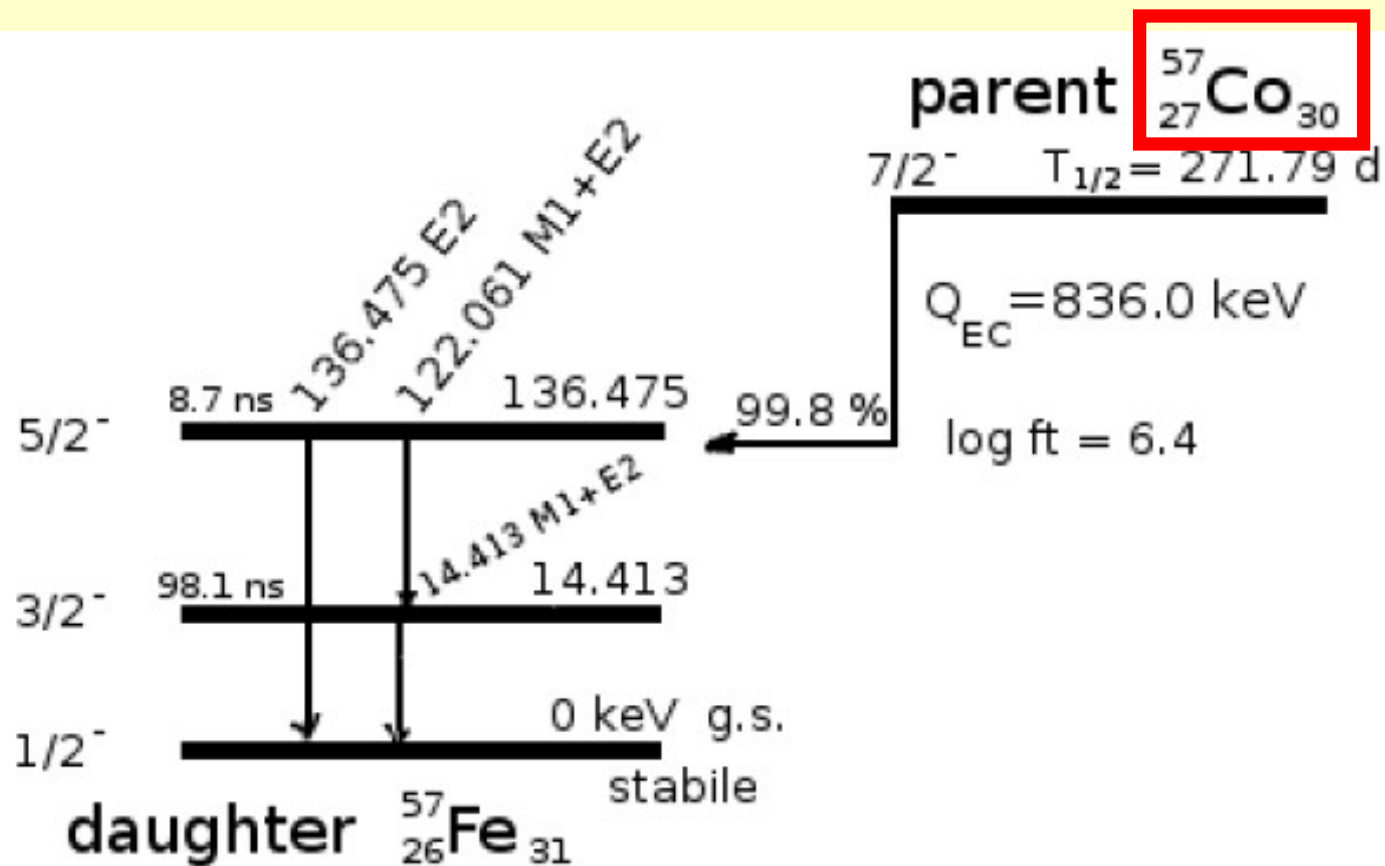 parent ⁵⁷₂₇Co₃₀
7/2⁻ T₁/₂ = 271.79 d
Q_EC =836.0 keV
99.8 %
log ft = 6.4
136.475 E2
122.061 M1+E2
8.7 ns
136.475
5/2⁻
14.413 M1+E2
98.1 ns
14.413
3/2⁻
0 keV g.s.
1/2⁻
stabile
daughter ⁵⁷₂₆Fe₃₁